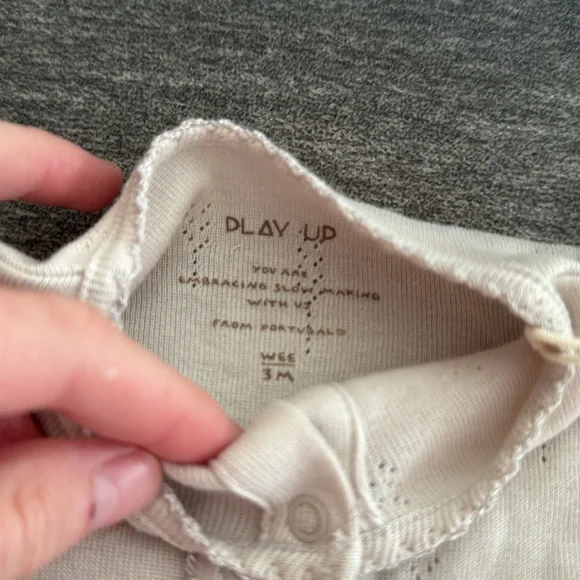 PLAY UP
YOU ARE
EMBRACING SLOW MAKING
WITH US
FROM PORTUGAL
WEE
3M